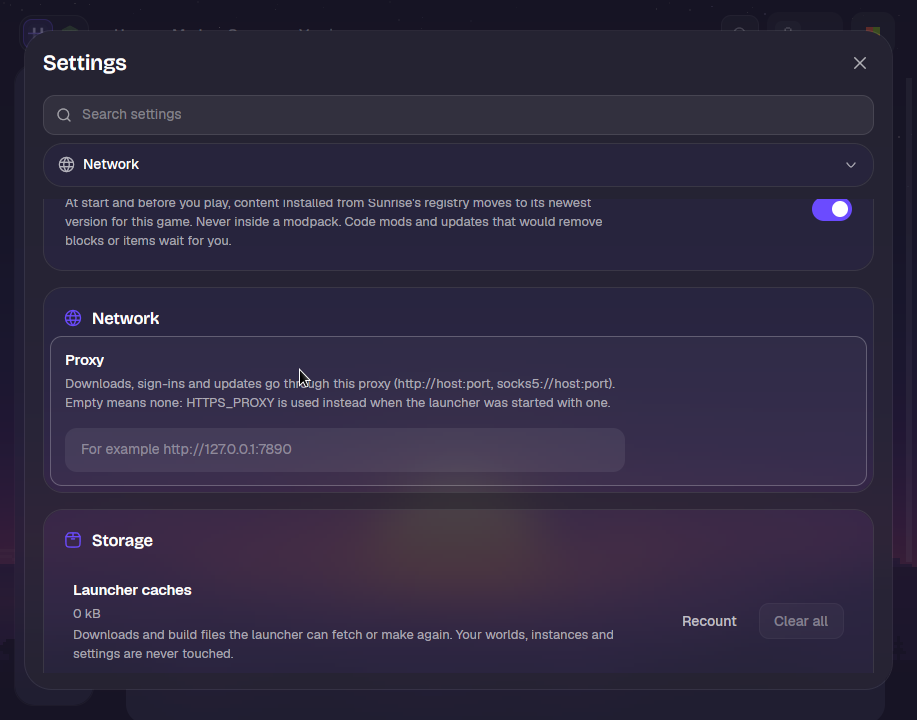 Settings
Search settings
Network
At start and before you play, content installed from Sunrise's registry moves to its newest
version for this game. Never inside a modpack. Code mods and updates that would remove
blocks or items wait for you.
Network
Proxy
Downloads, sign-ins and updates go through this proxy (http://host:port, socks5://host:port).
Empty means none: HTTPS_PROXY is used instead when the launcher was started with one.
For example http://127.0.0.1:7890
Storage
Launcher caches
0 kB
Downloads and build files the launcher can fetch or make again. Your worlds, instances and
settings are never touched.
Recount
Clear all